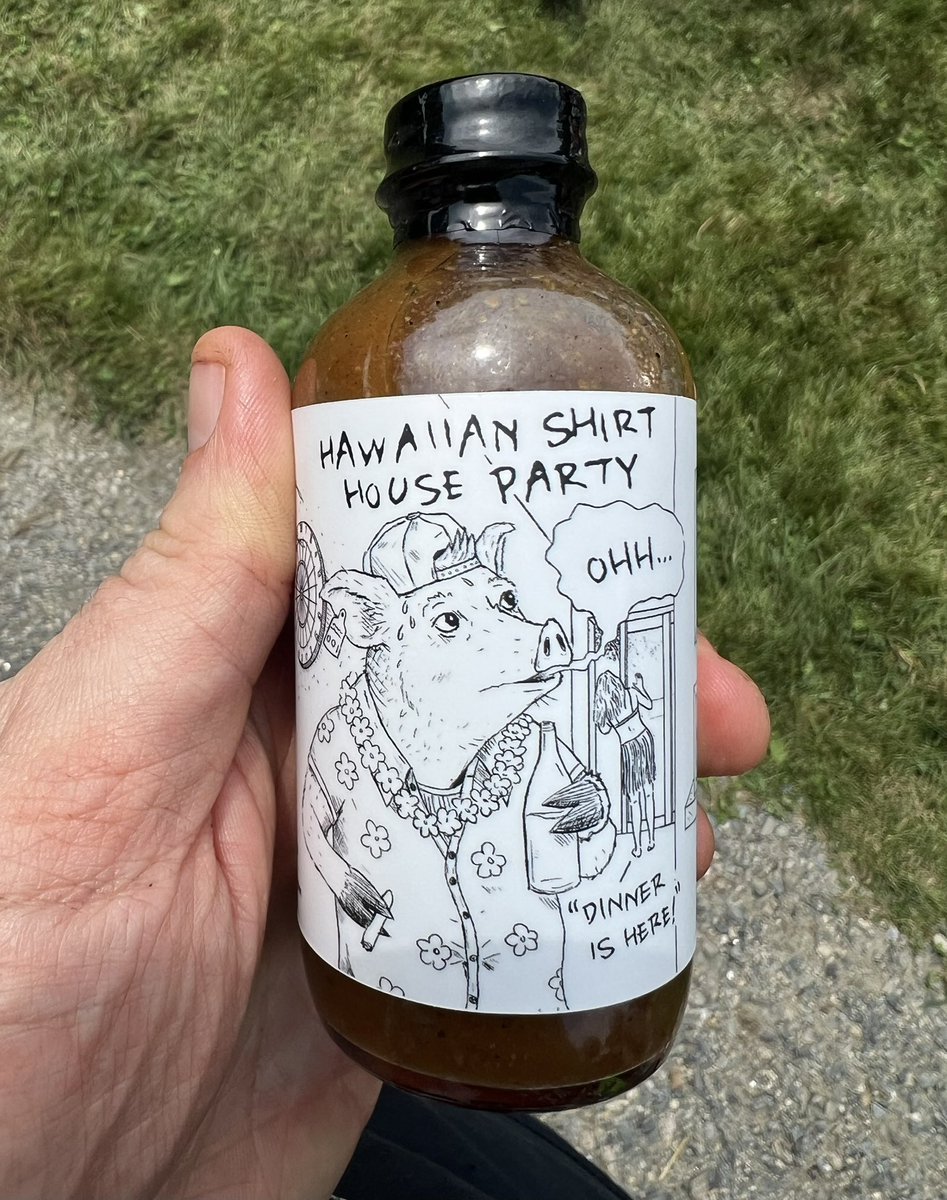 HAWAIIAN SHIRT
HOUSE PARTY
OHH...
"DINNER
IS HERE!"